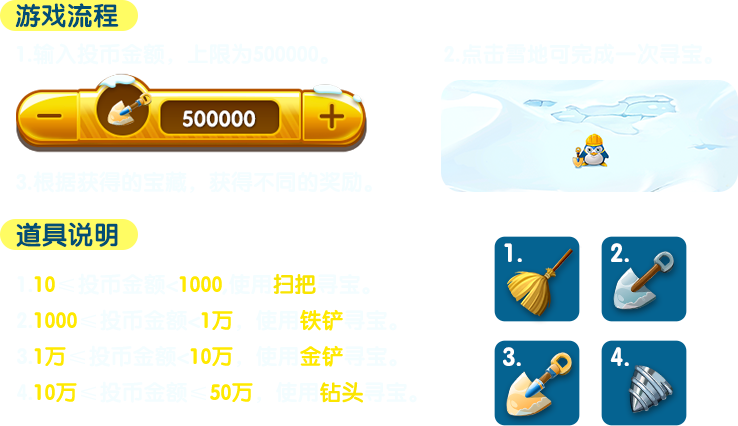 游戏流程
1.输入投币金额，上限为500000。
500000
2.点击雪地可完成一次寻宝。
3.根据获得的宝藏，获得不同的奖励。
道具说明
1.10≤投币金额<1000,使用扫把寻宝。
2.1000≤投币金额<1万，使用铁铲寻宝。
3.1万≤投币金额<10万，使用金铲寻宝。
4.10万≤投币金额≤50万，使用钻头寻宝。
1.
2.
3.
4.